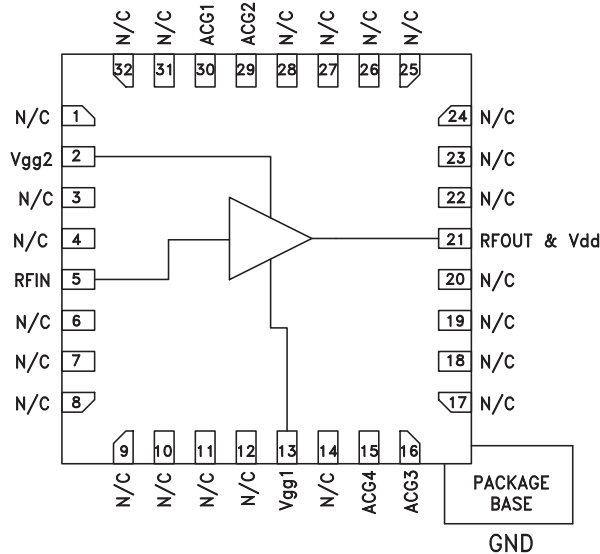 N/C N/C ACG1 ACG2 N/C N/C N/C N/C
32 31 30 29 28 27 26 25
N/C 1
Vgg2 2
N/C 3
N/C 4
RFIN 5
N/C 6
N/C 7
N/C 8
24 N/C
23 N/C
22 N/C
21 RFOUT & Vdd
20 N/C
19 N/C
18 N/C
17 N/C
9 10 11 12 13 14 15 16
N/C N/C N/C N/C Vgg1 N/C ACG4 ACG3
PACKAGE
BASE
GND